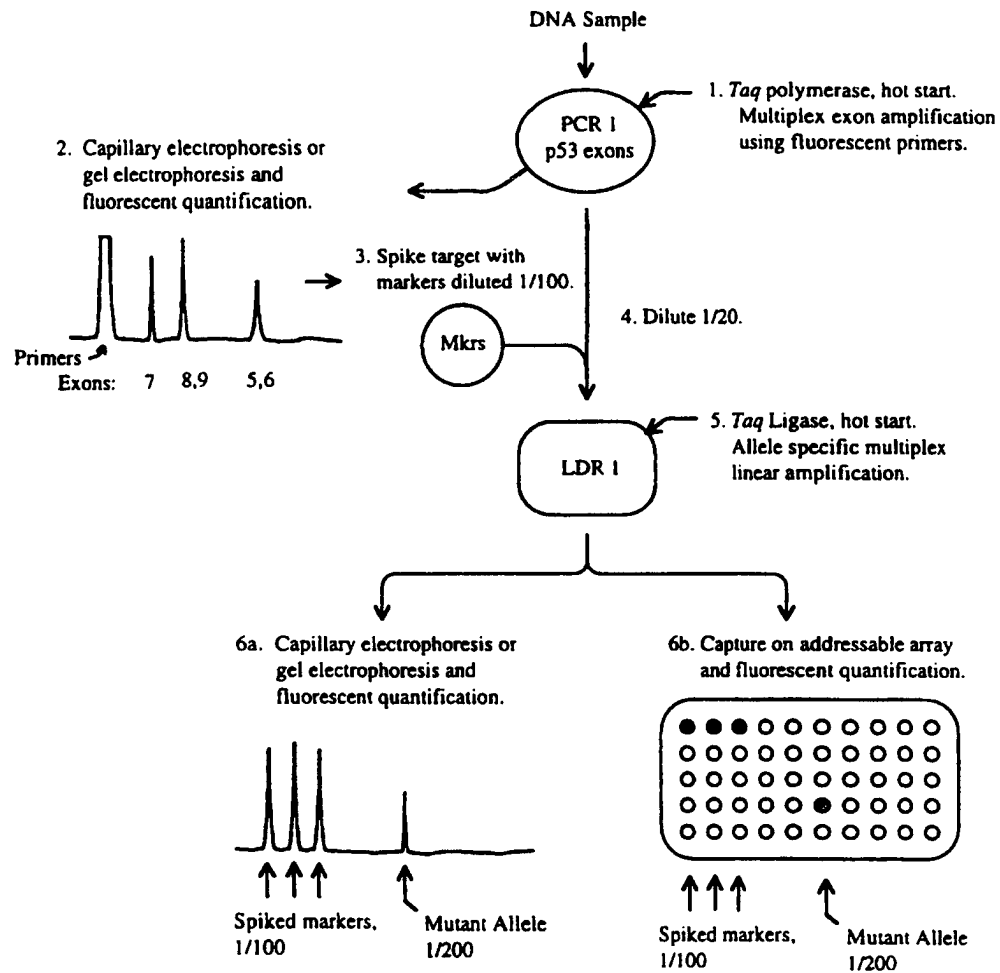 DNA Sample
1. Taq polymerase, hot start.
Multiplex exon amplification
using fluorescent primers.
PCR 1
p53 exons
2. Capillary electrophoresis or
gel electrophoresis and
fluorescent quantification.
Primers
Exons: 7 8,9 5,6
3. Spike target with
markers diluted 1/100.
Mkrs
4. Dilute 1/20.
5. Taq Ligase, hot start.
Allele specific multiplex
linear amplification.
LDR 1
6a. Capillary electrophoresis or
gel electrophoresis and
fluorescent quantification.
Spiked markers,
1/100
Mutant Allele
1/200
6b. Capture on addressable array
and fluorescent quantification.
Spiked markers,
1/100
Mutant Allele
1/200